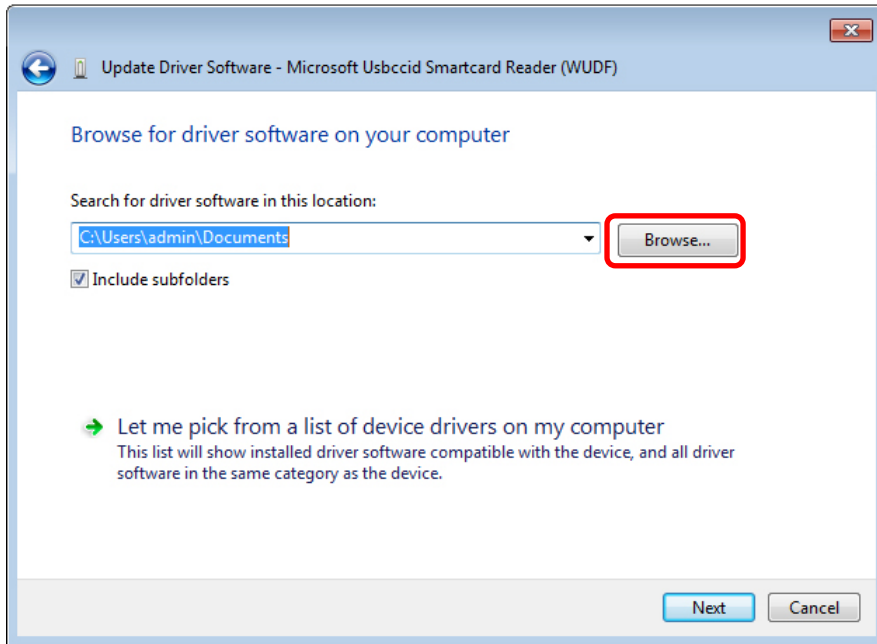 Update Driver Software - Microsoft Usbccid Smartcard Reader (WUDF)
Browse for driver software on your computer
Search for driver software in this location:
C:\Users\admin\Documents
Browse...
Include subfolders
Let me pick from a list of device drivers on my computer
This list will show installed driver software compatible with the device, and all driver
software in the same category as the device.
Next
Cancel